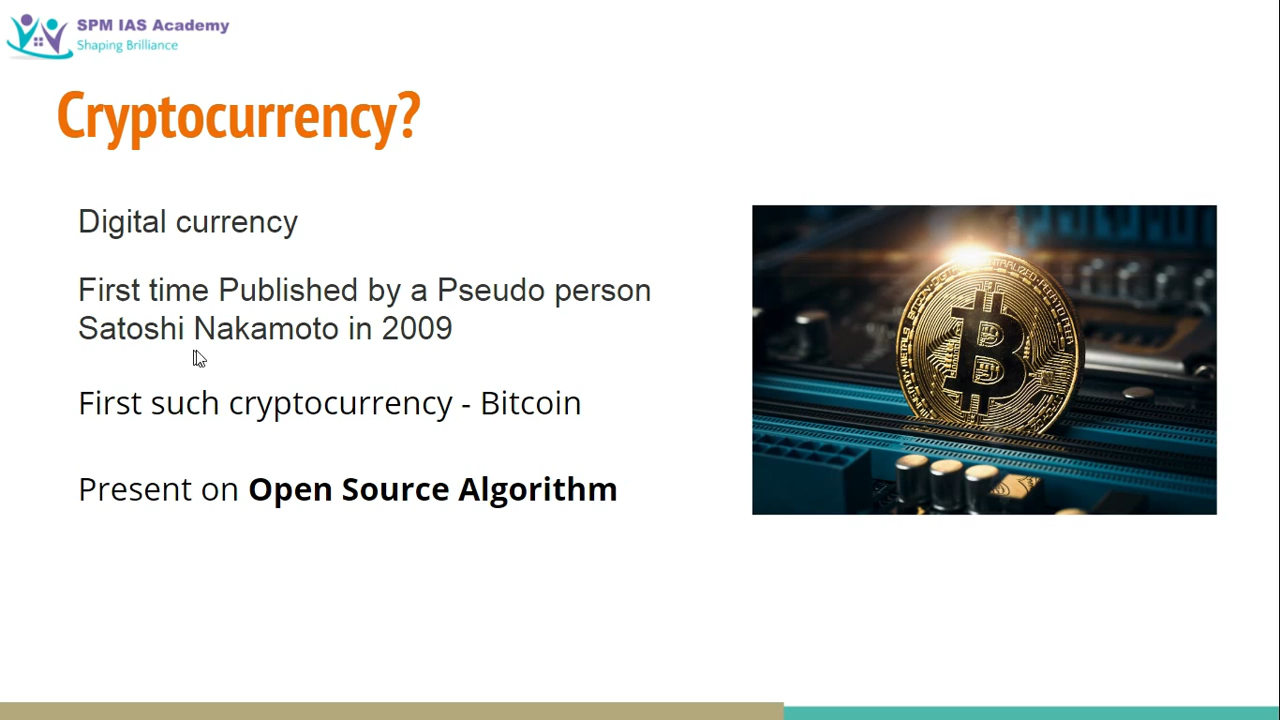 SPM IAS Academy
Shaping Brilliance
Cryptocurrency?
Digital currency
First time Published by a Pseudo person
Satoshi Nakamoto in 2009
First such cryptocurrency - Bitcoin
Present on Open Source Algorithm